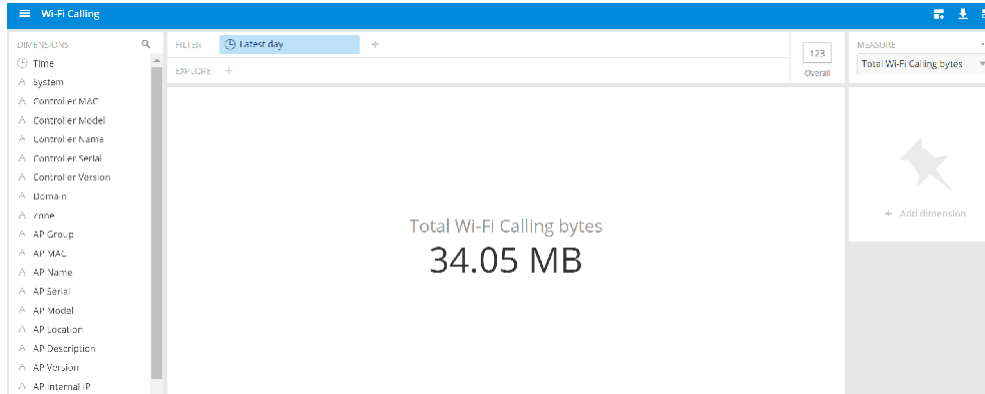 Wi-Fi Calling
DIMENSIONS
Time
System
Controller MAC
Controller Model
Controller Name
Controller Serial
Controller Version
Domain
Zone
AP Group
AP MAC
AP Name
AP Serial
AP Model
AP Location
AP Description
AP Version
AP Internal IP
FILTER
Latest day
+
EXPLORE +
123
Overall
Total Wi-Fi Calling bytes
34.05 MB
MEASURE
Total Wi-Fi Calling bytes
+ Add dimension